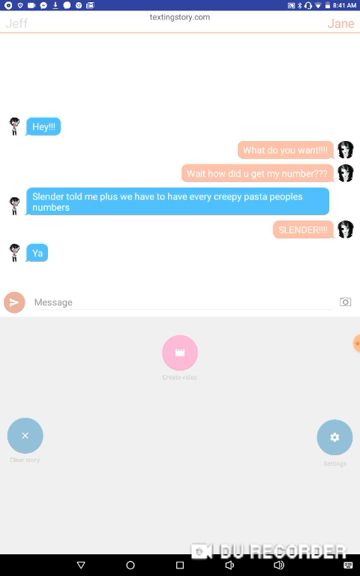 8:41 AM
textingstory.com
Jeff
Jane
Hey!!!
What do you want!!!!
Wait how did u get my number???
Slender told me plus we have to have every creepy pasta peoples
numbers
SLENDER!!!!
Ya
Message
Create video
Clear story
Settings
DU RECORDER